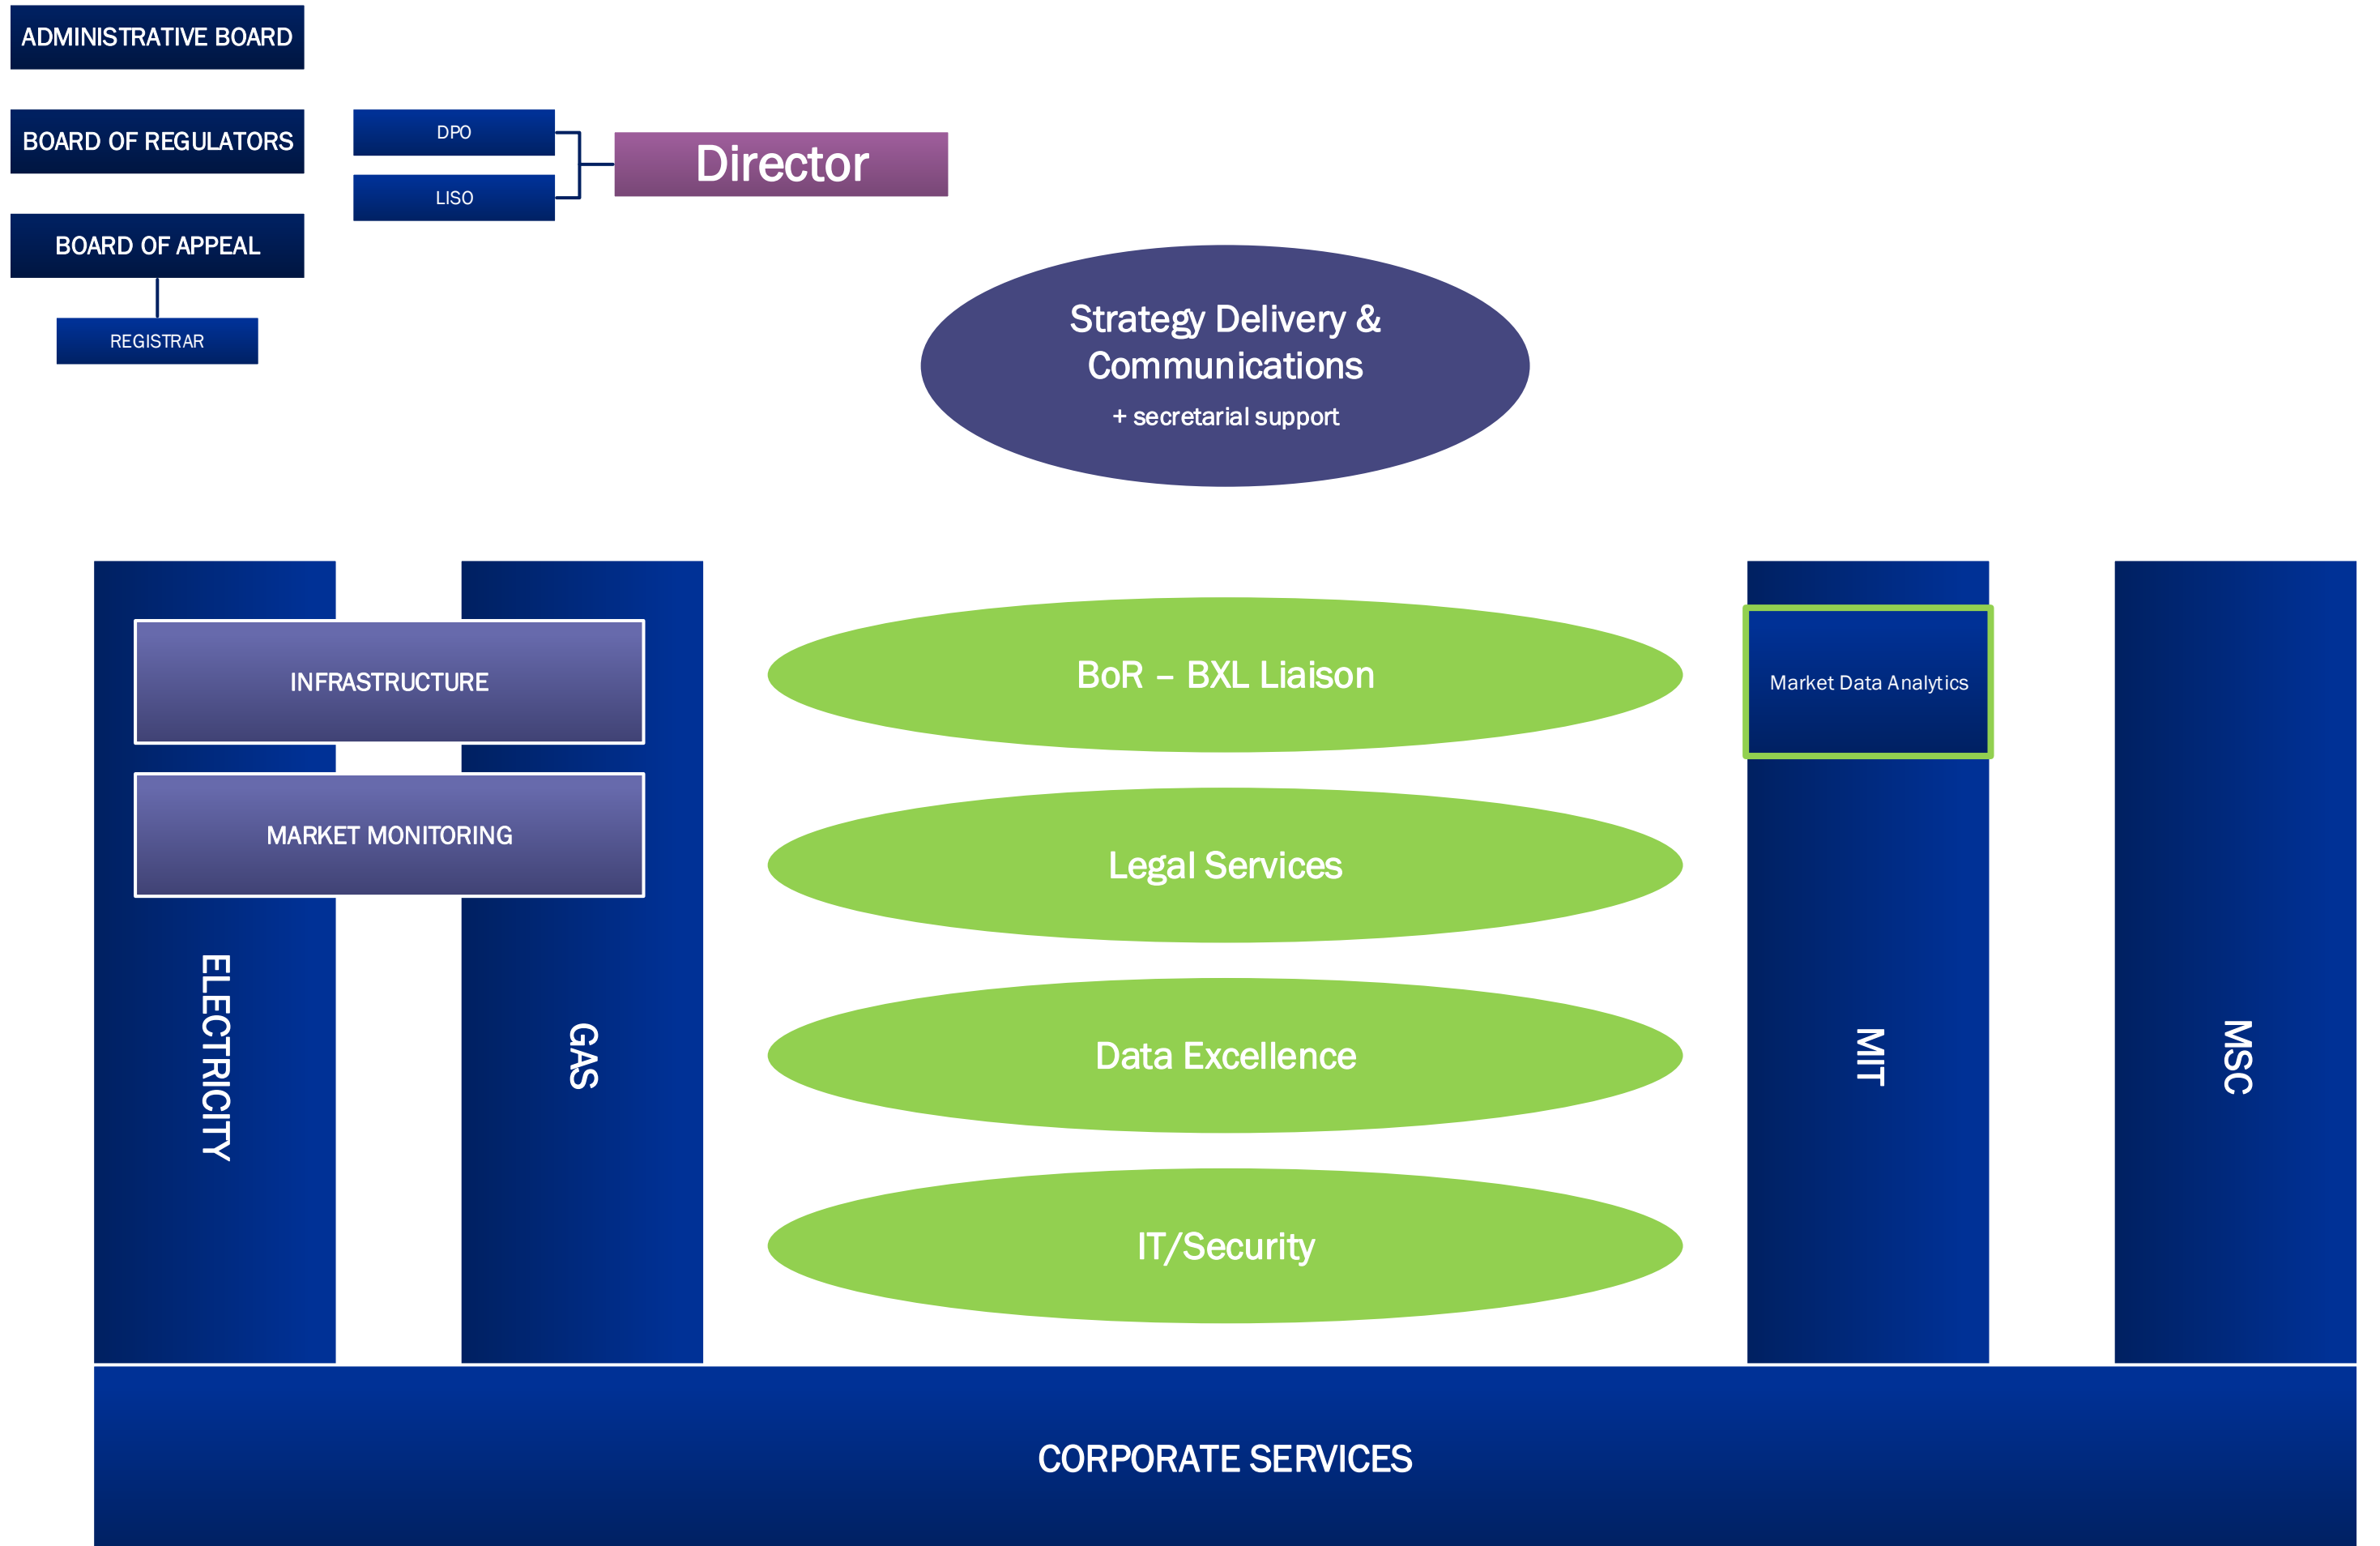 ADMINISTRATIVE BOARD
BOARD OF REGULATORS
BOARD OF APPEAL
REGISTRAR
DPO
LISO
Director
Strategy Delivery &
Communications
+ secretarial support
INFRASTRUCTURE
MARKET MONITORING
ELECTRICITY
GAS
BoR – BXL Liaison
Legal Services
Data Excellence
IT/Security
Market Data Analytics
MIT
MSC
CORPORATE SERVICES